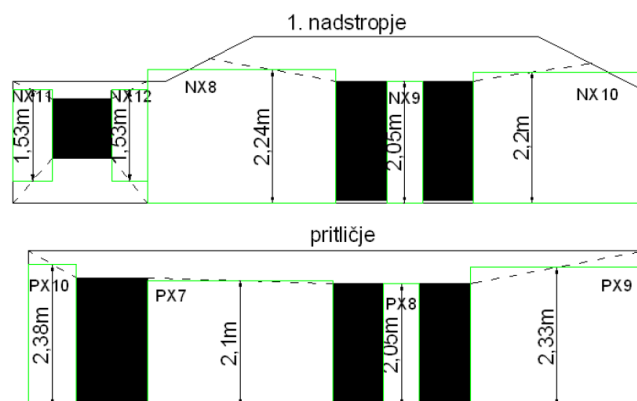 1. nadstropje
NX11
NX12
NX8
NX9
NX10
1,53m
1,53m
2,24m
2,05m
2,2m
pritličje
PX10
PX7
PX8
PX9
2,38m
2,1m
2,05m
2,33m